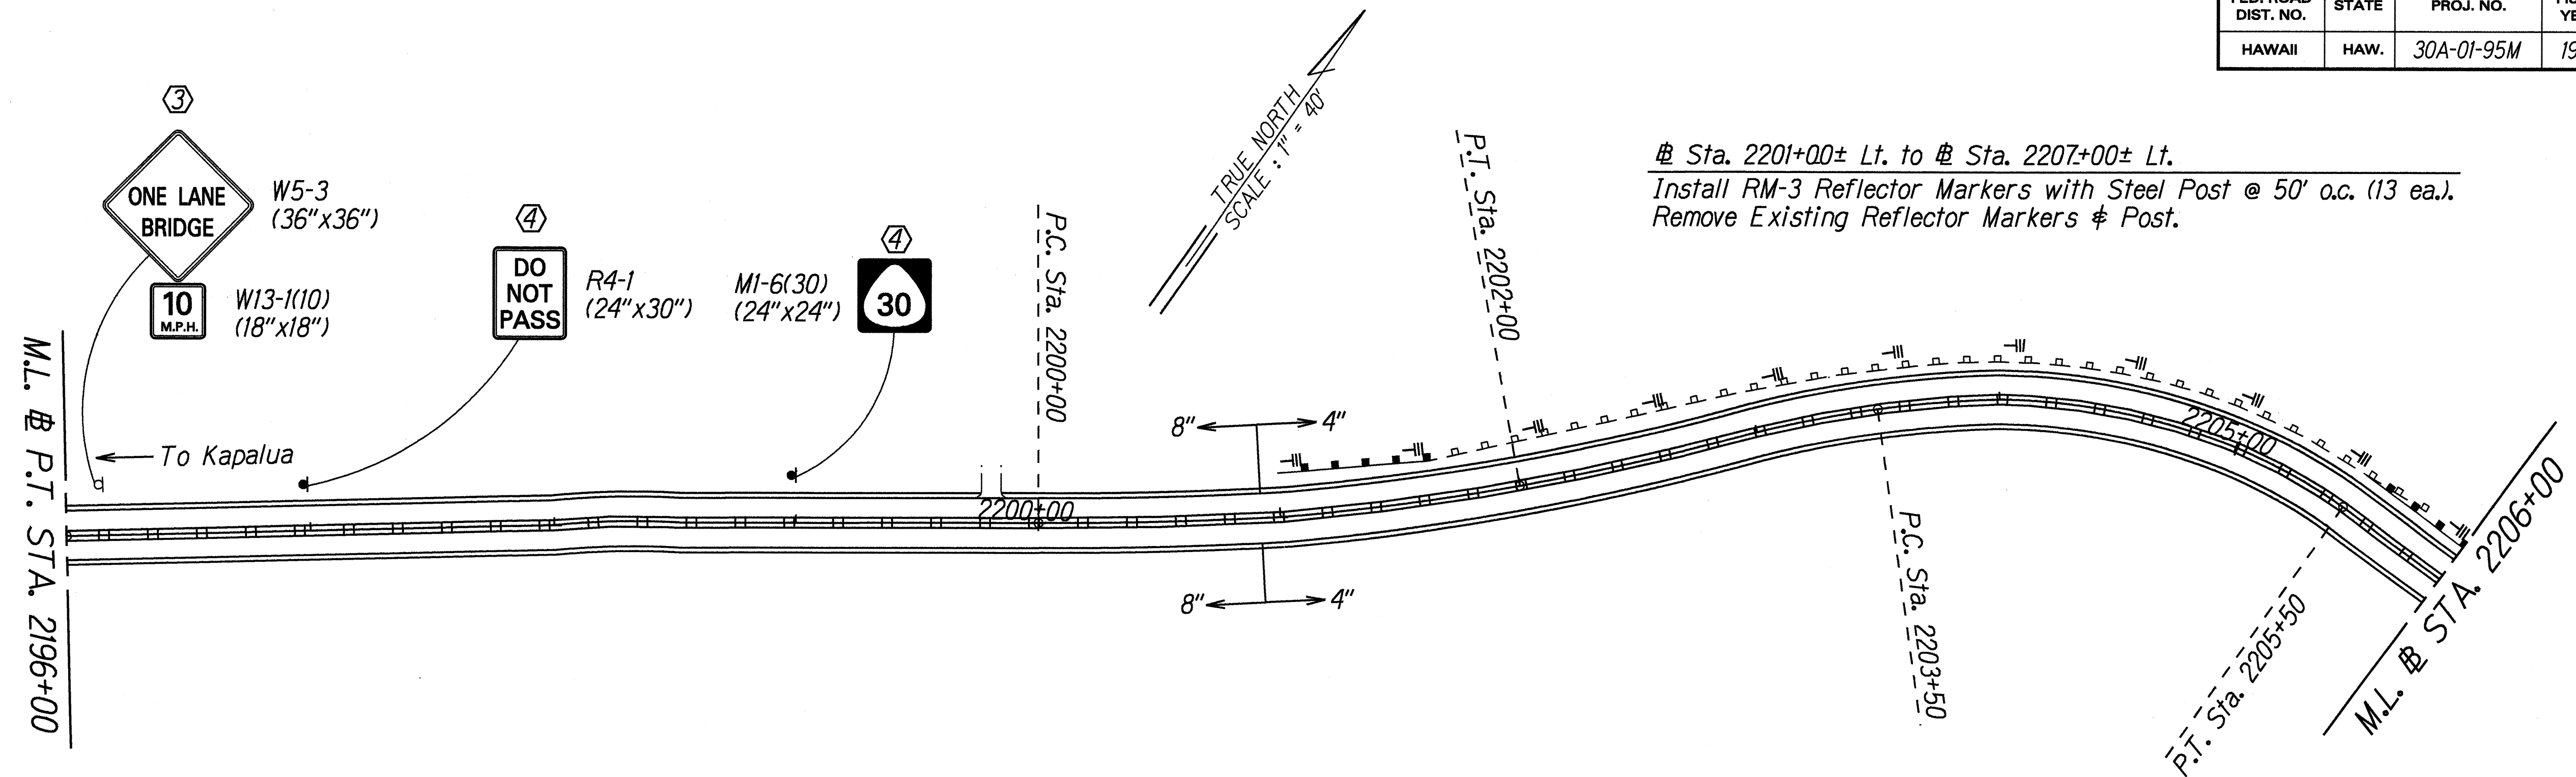 DIST. NO.
STATE
PROJ. NO.
HAWAII
HAW.
30A-01-95M
3
ONE LANE
BRIDGE
W5-3
(36"x36")
10
M.P.H.
W13-1(10)
(18"x18")
4
DO
NOT
PASS
R4-1
(24"x30")
M1-6(30)
(24"x24")
4
30
TRUE NORTH
SCALE : 1" = 40'
P.C. Sta. 2200+00
P.T. Sta. 2202+00
℄ Sta. 2201+00± Lt. to ℄ Sta. 2207+00± Lt.
Install RM-3 Reflector Markers with Steel Post @ 50' o.c. (13 ea.).
Remove Existing Reflector Markers & Post.
M.L. ℄ P.T. STA. 2196+00
To Kapalua
8"
4"
2200+00
2205+00
8"
4"
P.C. Sta. 2203+50
P.T. Sta. 2205+50
M.L. ℄ STA. 2206+00